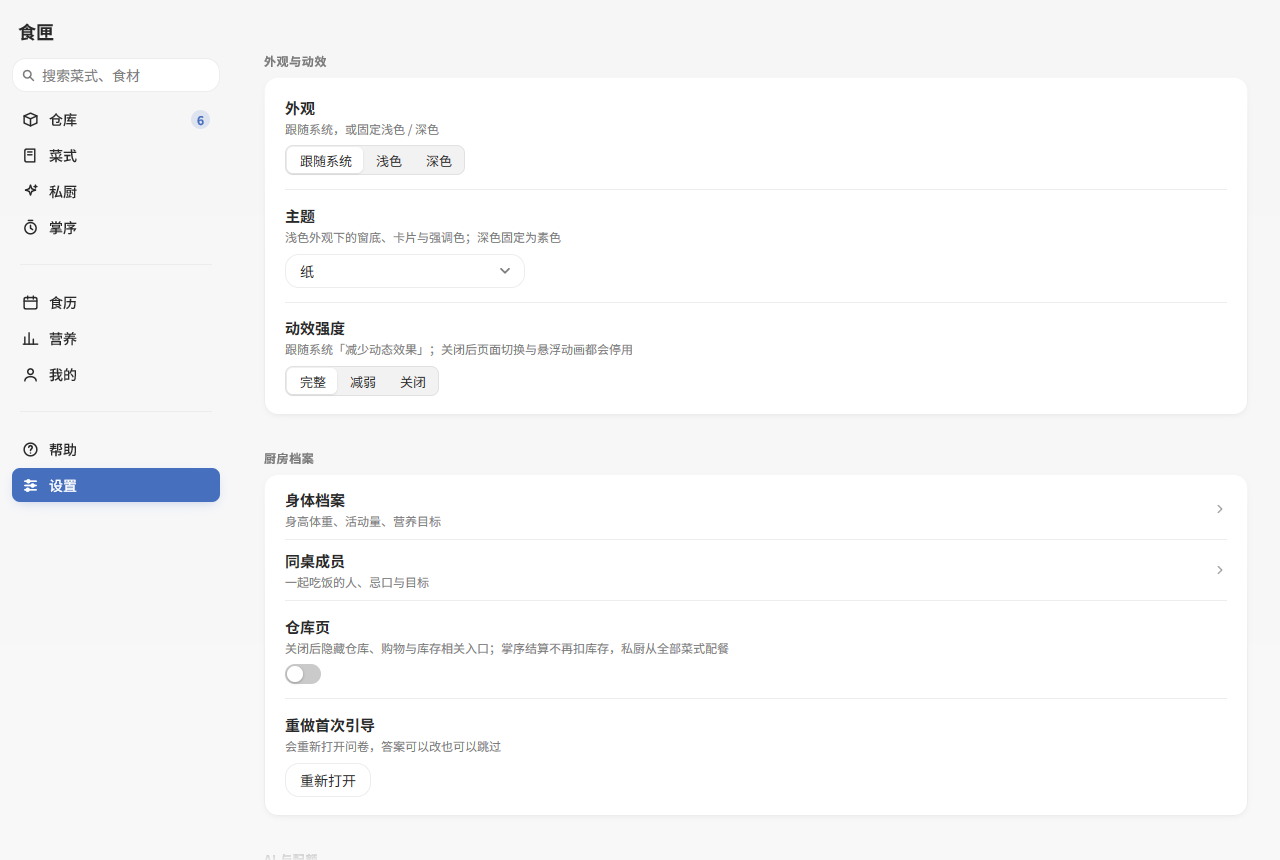 食匣
搜索菜式、食材
仓库
6
菜式
私厨
掌序
食历
营养
我的
帮助
设置
外观与动效
外观
跟随系统，或固定浅色 / 深色
跟随系统 浅色 深色
主题
浅色外观下的窗底、卡片与强调色；深色固定为素色
纸
动效强度
跟随系统「减少动态效果」；关闭后页面切换与悬浮动画都会停用
完整 减弱 关闭
厨房档案
身体档案
身高体重、活动量、营养目标
同桌成员
一起吃饭的人、忌口与目标
仓库页
关闭后隐藏仓库、购物与库存相关入口；掌序结算不再扣库存，私厨从全部菜式配餐
重做首次引导
会重新打开问卷，答案可以改也可以跳过
重新打开